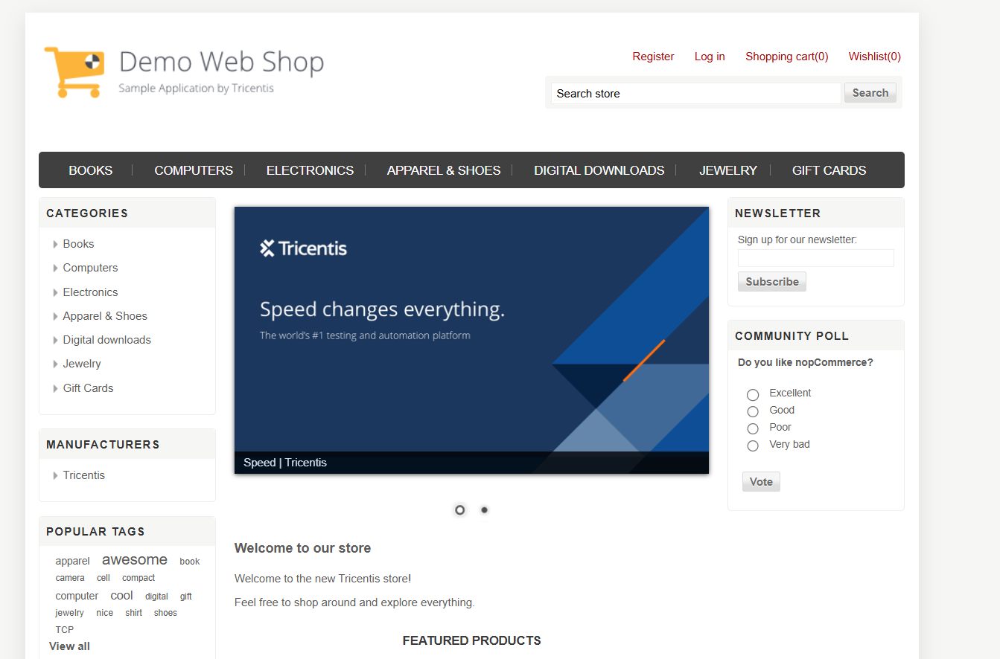 Demo Web Shop
Sample Application by Tricentis
Register Log in Shopping cart(0) Wishlist(0)
Search store Search
BOOKS COMPUTERS ELECTRONICS APPAREL & SHOES DIGITAL DOWNLOADS JEWELRY GIFT CARDS
CATEGORIES
Books
Computers
Electronics
Apparel & Shoes
Digital downloads
Jewelry
Gift Cards
MANUFACTURERS
Tricentis
POPULAR TAGS
apparel awesome book
camera cell compact
computer cool digital gift
jewelry nice shirt shoes
TCP
View all
Tricentis
Speed changes everything.
The world's #1 testing and automation platform
Speed | Tricentis
Welcome to our store
Welcome to the new Tricentis store!
Feel free to shop around and explore everything.
FEATURED PRODUCTS
NEWSLETTER
Sign up for our newsletter:
Subscribe
COMMUNITY POLL
Do you like nopCommerce?
Excellent
Good
Poor
Very bad
Vote